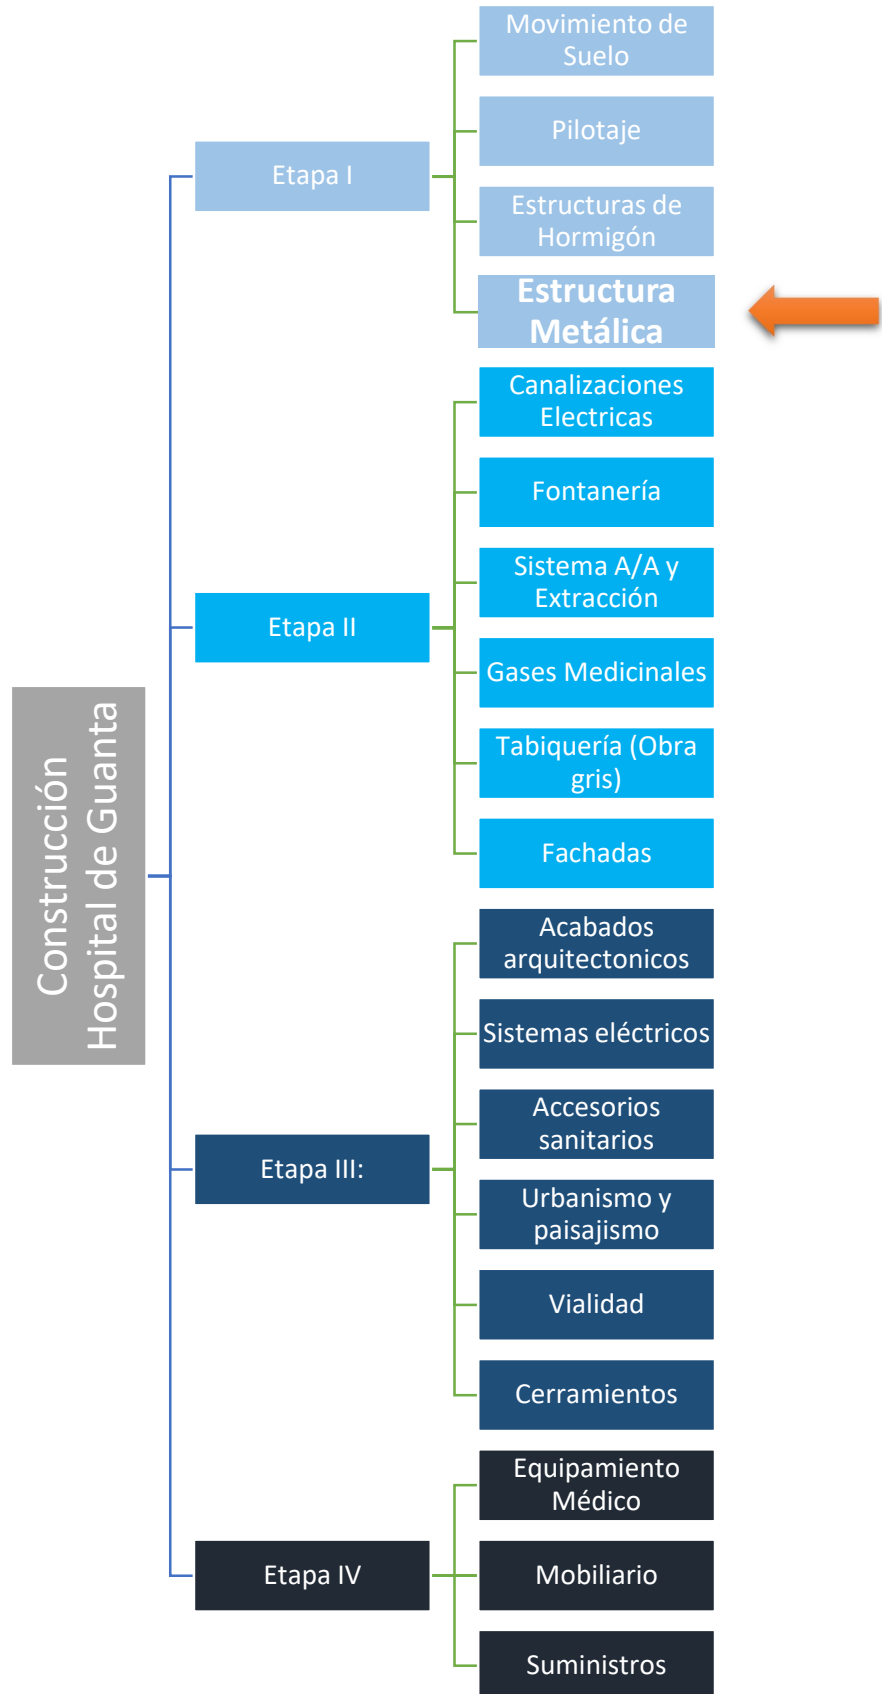 Construcción
Hospital de Guanta
Etapa I
Movimiento de
Suelo
Pilotaje
Estructuras de
Hormigón
Estructura
Metálica
Etapa II
Canalizaciones
Electricas
Fontanería
Sistema A/A y
Extracción
Gases Medicinales
Tabiquería (Obra
gris)
Fachadas
Etapa III:
Acabados
arquitectonicos
Sistemas eléctricos
Accesorios
sanitarios
Urbanismo y
paisajismo
Vialidad
Cerramientos
Etapa IV
Equipamiento
Médico
Mobiliario
Suministros